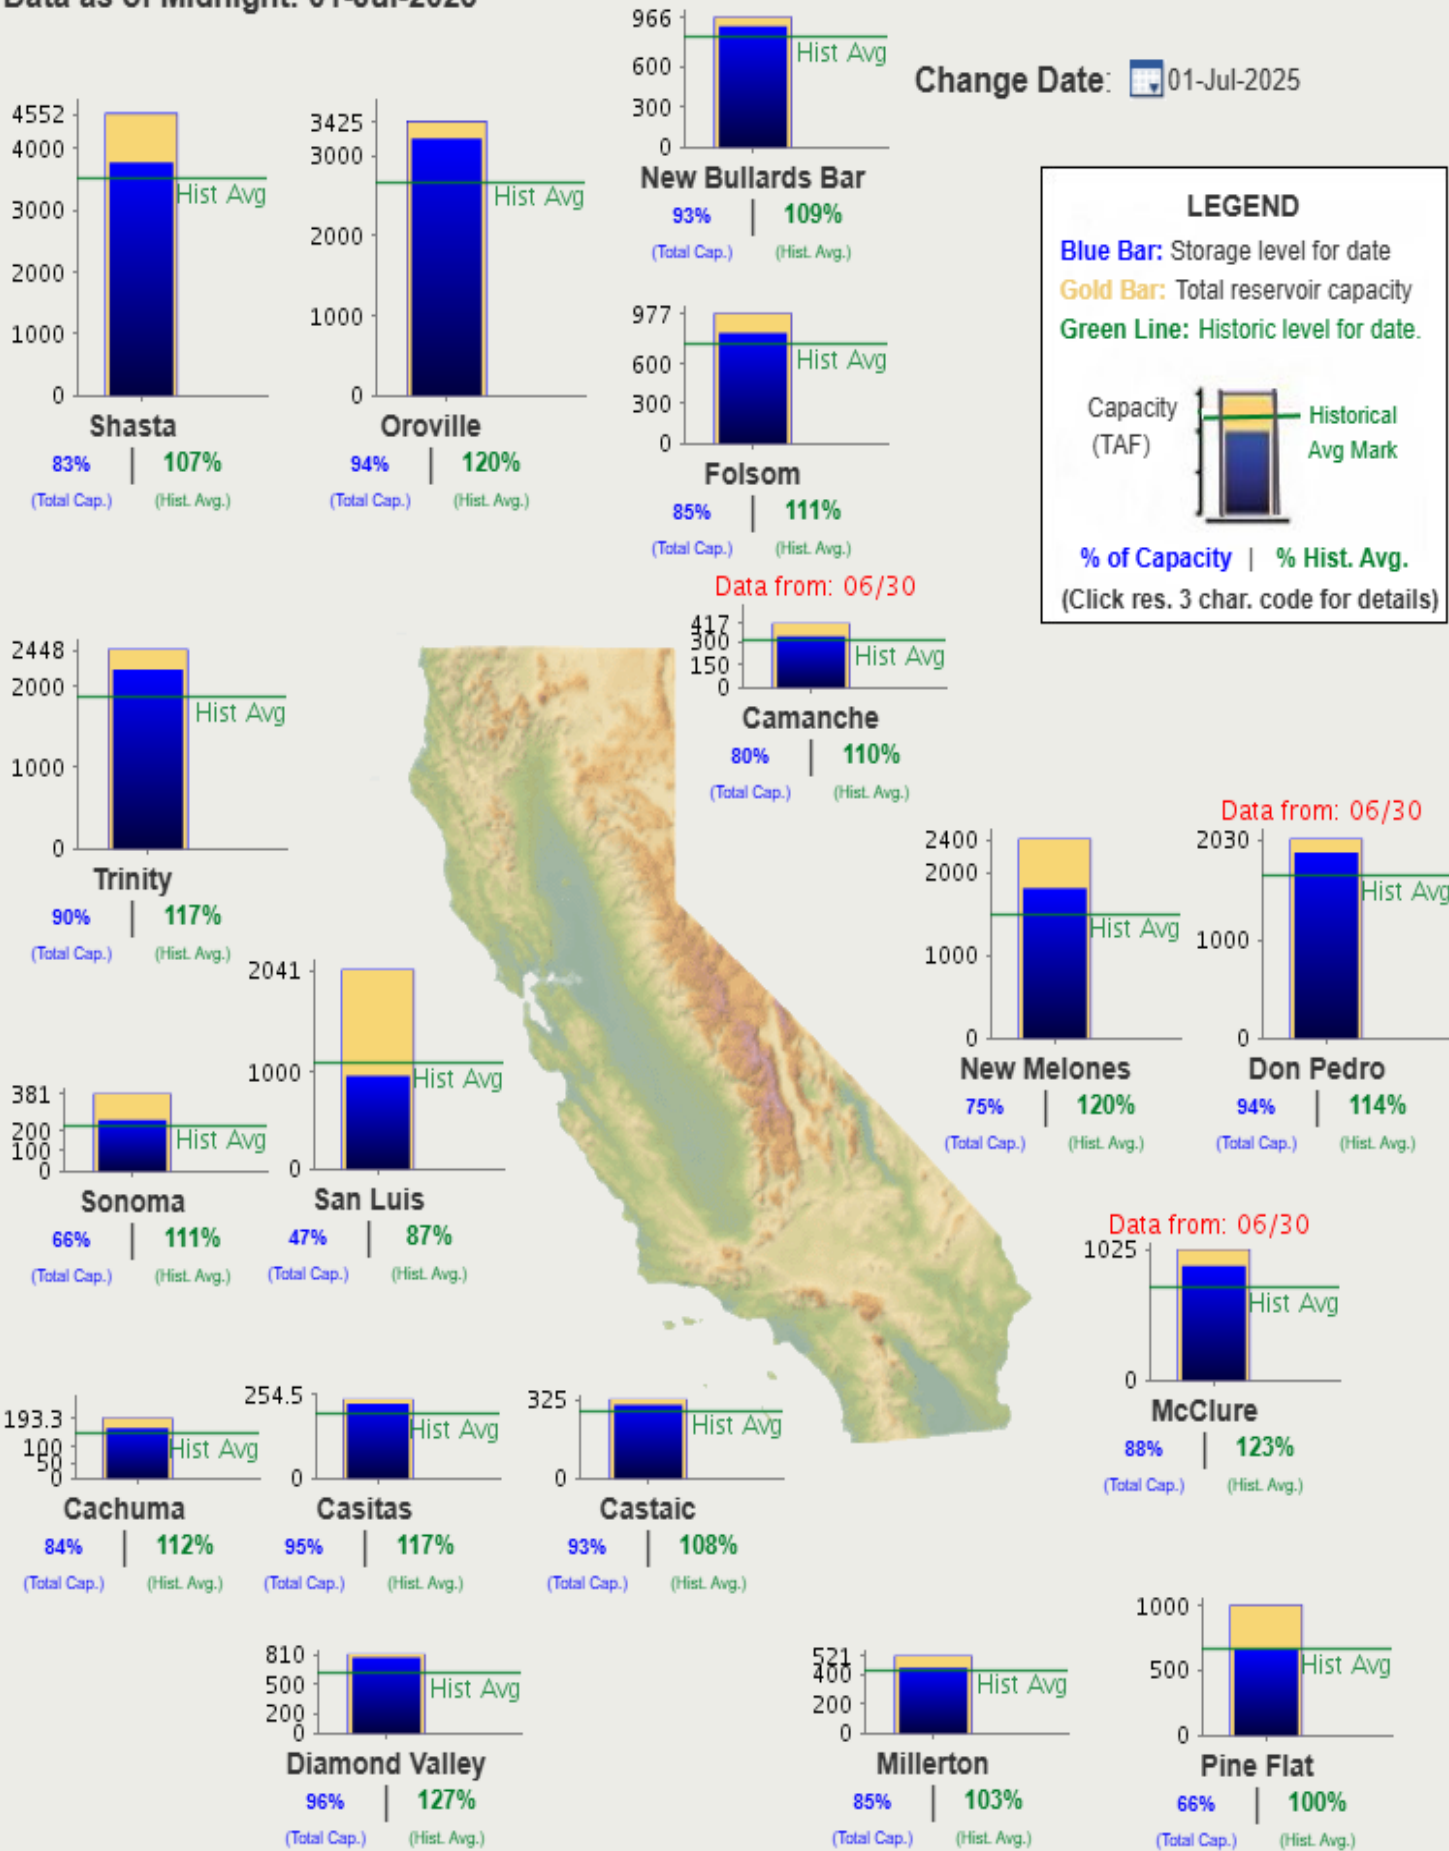 Data as of Midnight: 01-Jul-2025
966
600
300
0
Hist Avg
New Bullards Bar
93% | 109%
(Total Cap.) (Hist. Avg.)
Change Date: 01-Jul-2025
4552
4000
3000
2000
1000
0
Hist Avg
Shasta
83% | 107%
(Total Cap.) (Hist. Avg.)
3425
3000
2000
1000
0
Hist Avg
Oroville
94% | 120%
(Total Cap.) (Hist. Avg.)
977
600
300
0
Hist Avg
Folsom
85% | 111%
(Total Cap.) (Hist. Avg.)
LEGEND
Blue Bar: Storage level for date
Gold Bar: Total reservoir capacity
Green Line: Historic level for date.
Capacity
(TAF)
Historical
Avg Mark
% of Capacity | % Hist. Avg.
(Click res. 3 char. code for details)
Data from: 06/30
417
300
150
0
Hist Avg
Camanche
80% | 110%
(Total Cap.) (Hist. Avg.)
2448
2000
1000
0
Hist Avg
Trinity
90% | 117%
(Total Cap.) (Hist. Avg.)
2400
2000
1000
0
Hist Avg
New Melones
75% | 120%
(Total Cap.) (Hist. Avg.)
Data from: 06/30
2030
1000
0
Hist Avg
Don Pedro
94% | 114%
(Total Cap.) (Hist. Avg.)
381
200
100
0
Hist Avg
Sonoma
66% | 111%
(Total Cap.) (Hist. Avg.)
2041
1000
0
Hist Avg
San Luis
47% | 87%
(Total Cap.) (Hist. Avg.)
Data from: 06/30
1025
0
Hist Avg
McClure
88% | 123%
(Total Cap.) (Hist. Avg.)
193.3
100
50
0
Hist Avg
Cachuma
84% | 112%
(Total Cap.) (Hist. Avg.)
254.5
0
Hist Avg
Casitas
95% | 117%
(Total Cap.) (Hist. Avg.)
325
0
Hist Avg
Castaic
93% | 108%
(Total Cap.) (Hist. Avg.)
810
500
200
0
Hist Avg
Diamond Valley
96% | 127%
(Total Cap.) (Hist. Avg.)
521
400
200
0
Hist Avg
Millerton
85% | 103%
(Total Cap.) (Hist. Avg.)
1000
500
0
Hist Avg
Pine Flat
66% | 100%
(Total Cap.) (Hist. Avg.)